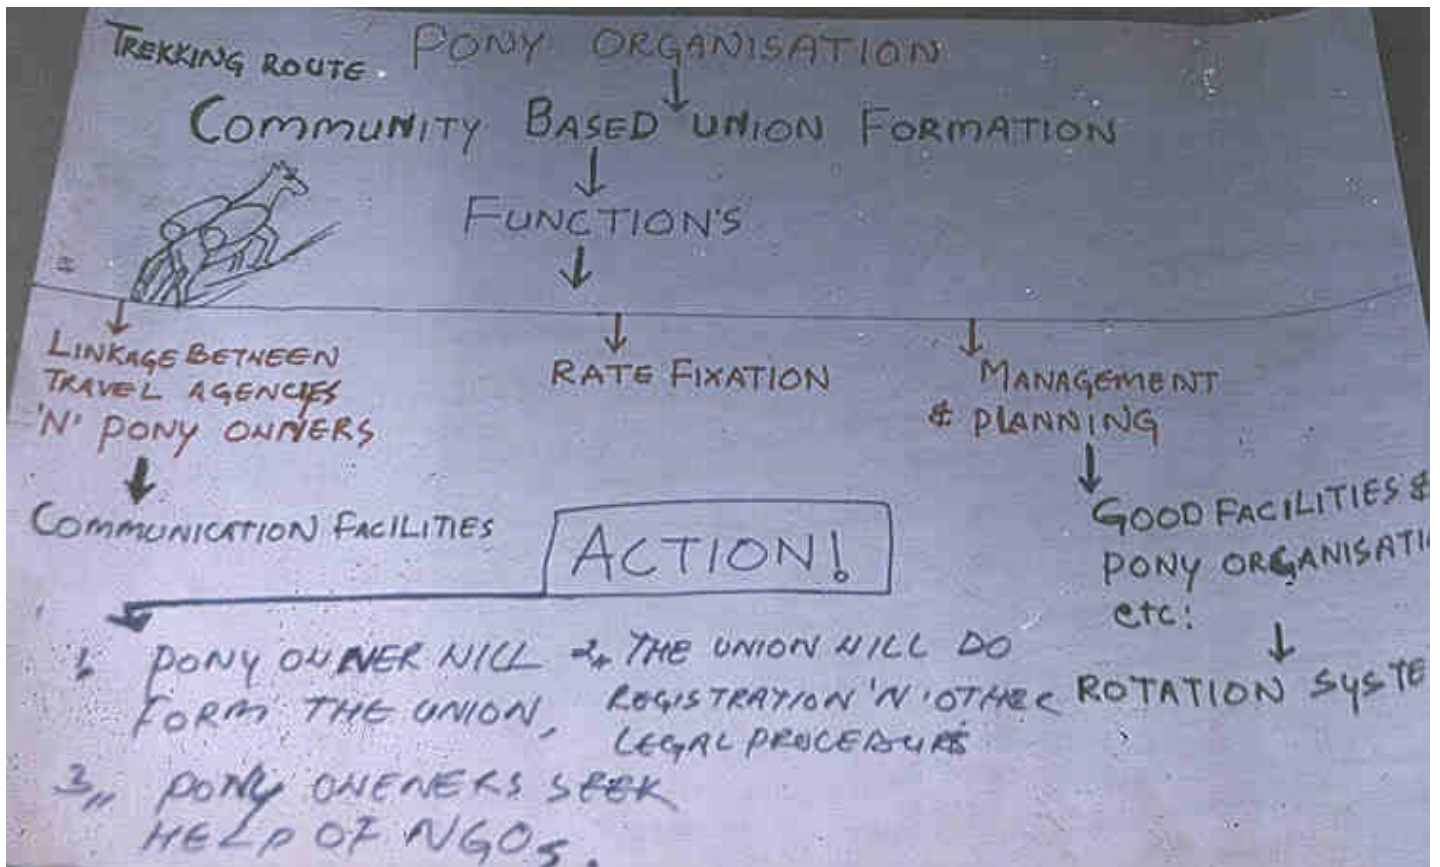 TREKKING ROUTE. PONY ORGANISATION
COMMUNITY BASED UNION FORMATION
FUNCTION'S
LINKAGE BETWEEN
TRAVEL AGENCIES
'N' PONY OWNERS
COMMUNICATION FACILITIES
RATE FIXATION
MANAGEMENT
& PLANNING
GOOD FACILITIES &
PONY ORGANISATI
etc:
ROTATION SYSTE
ACTION!
1, PONY OWNER WILL
FORM THE UNION,
2,, THE UNION WILL DO
REGISTRATION 'N' OTHER
LEGAL PROCEDURS
3,, PONY OWENERS SEEK
HELP OF NGOs.